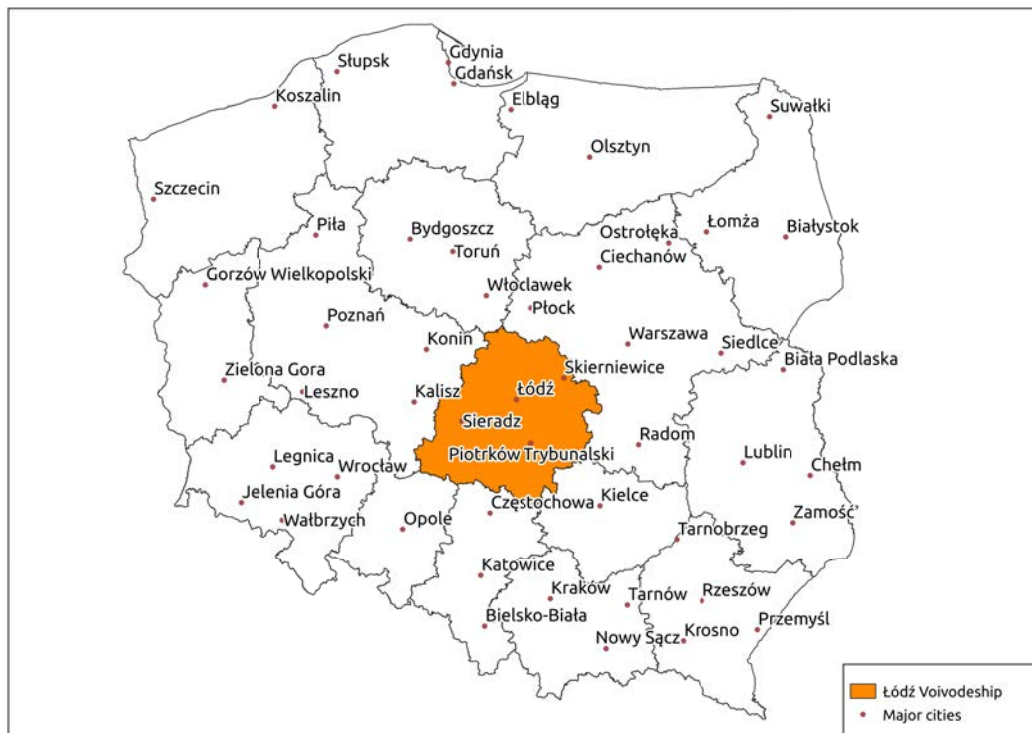 Słupsk
Gdynia
Gdańsk
Koszalin
Elbląg
Suwałki
Olsztyn
Szczecin
Piła
Bydgoszcz
Toruń
Ostrołęka
Łomża
Białystok
Ciechanów
Gorzów Wielkopolski
Włocławek
Płock
Poznań
Konin
Warszawa
Siedlce
Biała Podlaska
Skierniewice
Zielona Gora
Leszno
Kalisz
Łódź
Sieradz
Piotrków Trybunalski
Radom
Legnica
Wrocław
Lublin
Chełm
Jelenia Góra
Wałbrzych
Opole
Częstochowa
Kielce
Zamość
Tarnobrzeg
Katowice
Kraków
Tarnów
Rzeszów
Bielsko-Biała
Nowy Sącz
Krosno
Przemyśl
Łódź Voivodeship
Major cities